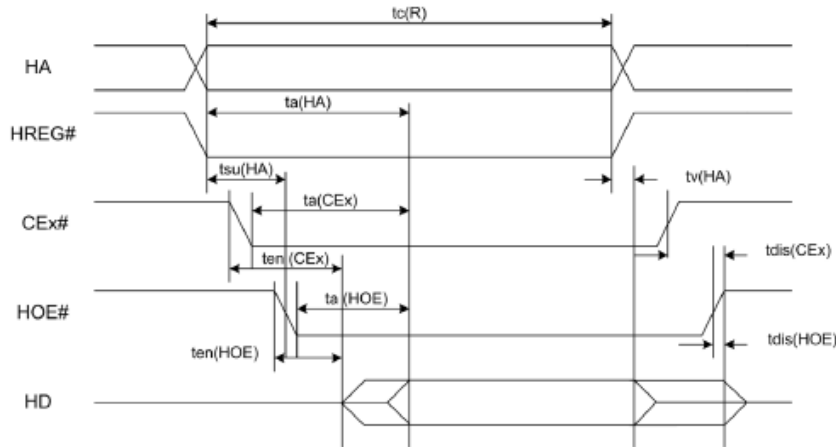 tc(R)
HA
ta(HA)
HREG#
tsu(HA)
tv(HA)
ta(CEx)
CEx#
ten (CEx)
tdis(CEx)
ta (HOE)
HOE#
tdis(HOE)
ten(HOE)
HD